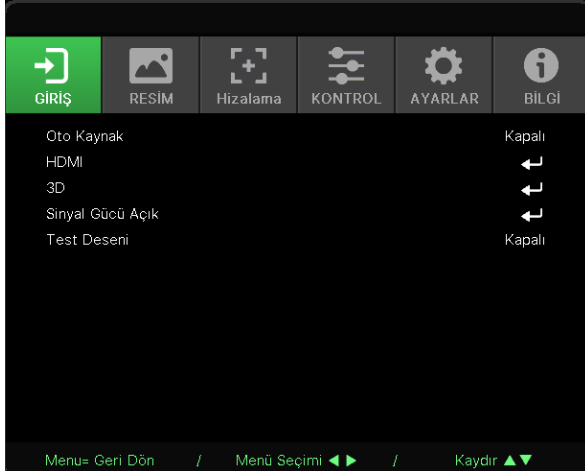 GİRİŞ RESİM Hizalama KONTROL AYARLAR BİLGİ
Oto Kaynak Kapalı
HDMI
3D
Sinyal Gücü Açık
Test Deseni Kapalı
Menu= Geri Dön / Menü Seçimi ◀ ▶ / Kaydır ▲▼